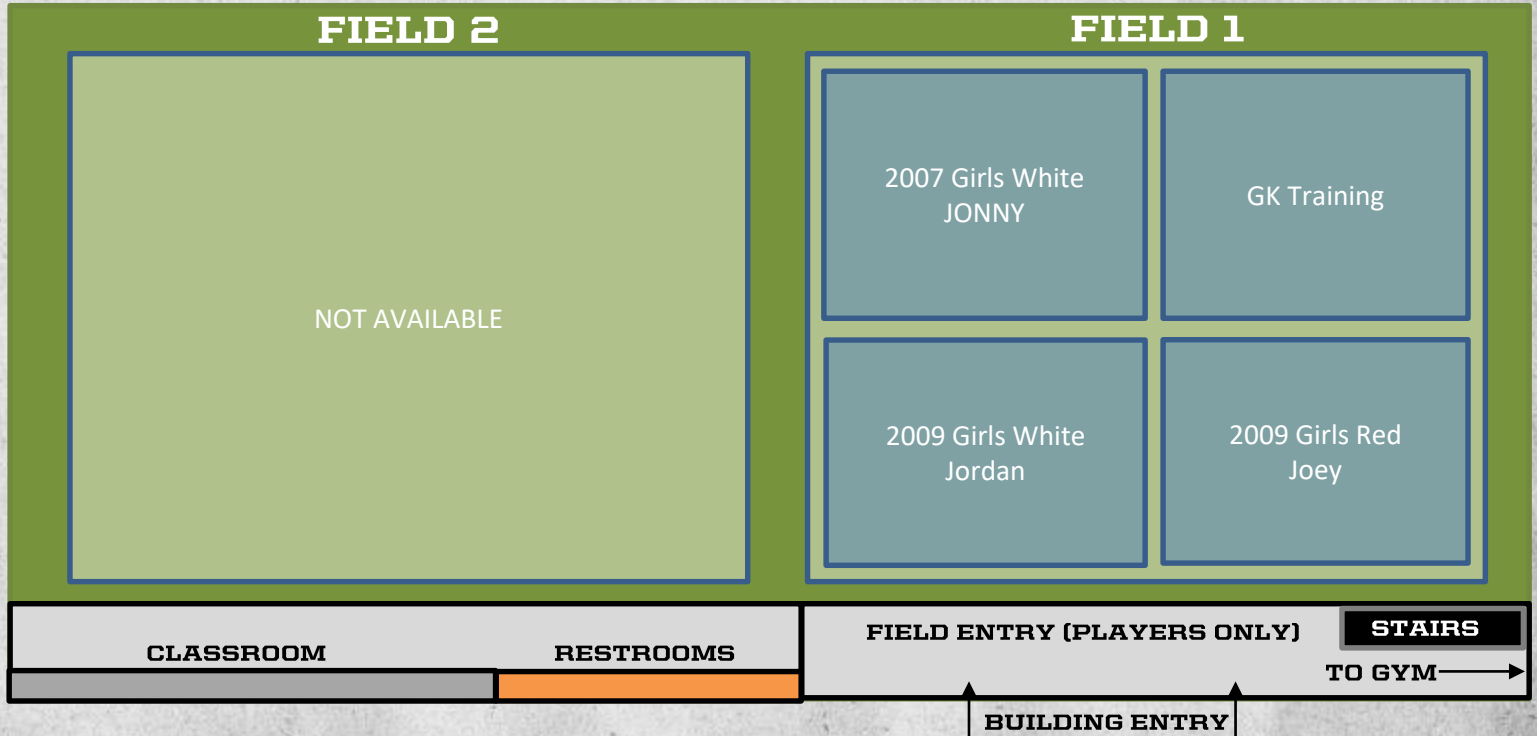 FIELD 2
FIELD 1
NOT AVAILABLE
2007 Girls White
JONNY
GK Training
2009 Girls White
Jordan
2009 Girls Red
Joey
CLASSROOM
RESTROOMS
FIELD ENTRY (PLAYERS ONLY)
STAIRS
TO GYM
BUILDING ENTRY